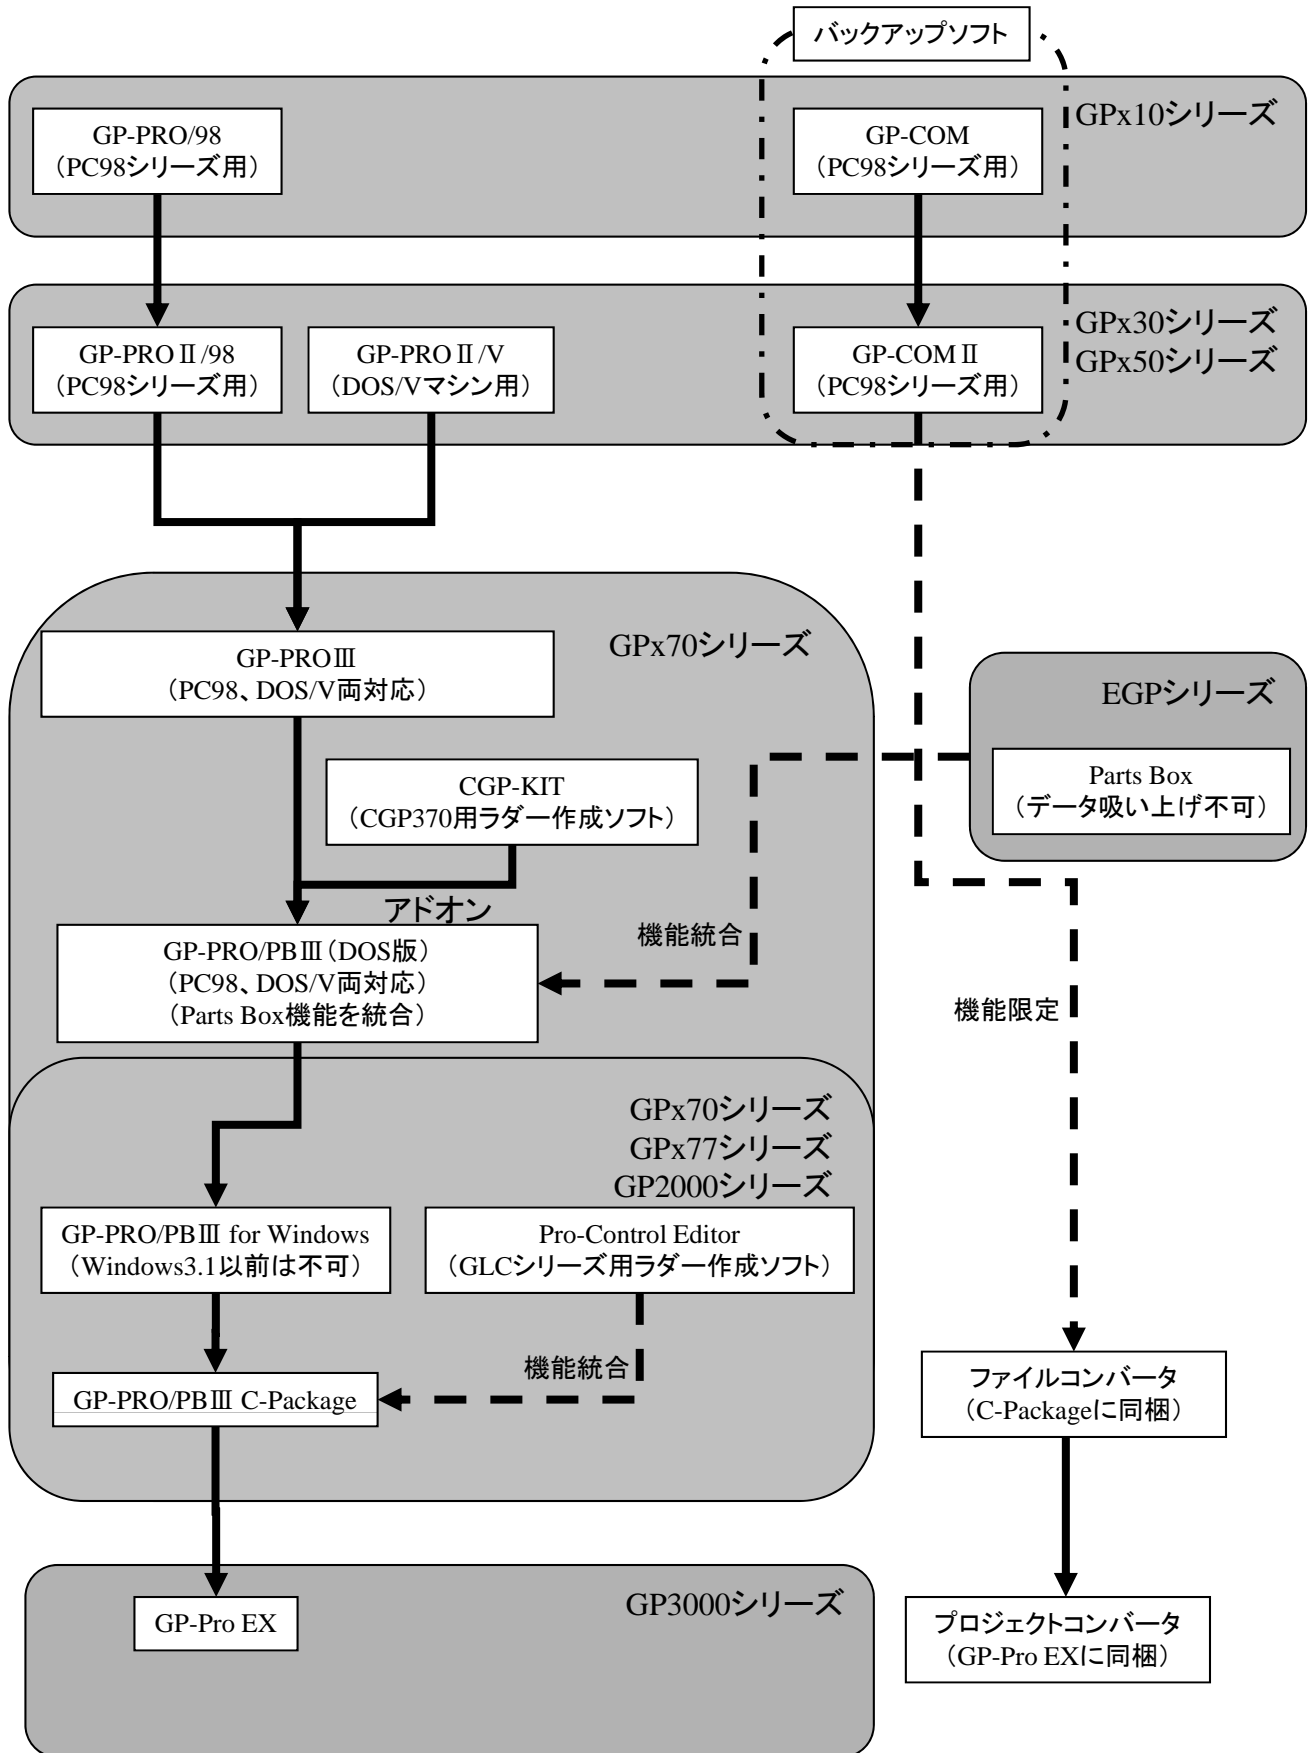 バックアップソフト
GPx10シリーズ
GP-PRO/98
（PC98シリーズ用）
GP-COM
（PC98シリーズ用）
GPx30シリーズ
GPx50シリーズ
GP-PROⅡ/98
（PC98シリーズ用）
GP-PROⅡ/V
（DOS/Vマシン用）
GP-COMⅡ
（PC98シリーズ用）
GPx70シリーズ
GP-PROⅢ
（PC98、DOS/V両対応）
EGPシリーズ
Parts Box
（データ吸い上げ不可）
CGP-KIT
（CGP370用ラダー作成ソフト）
アドオン
機能統合
GP-PRO/PBⅢ（DOS版）
（PC98、DOS/V両対応）
（Parts Box機能を統合）
機能限定
GPx70シリーズ
GPx77シリーズ
GP2000シリーズ
GP-PRO/PBⅢ for Windows
（Windows3.1以前は不可）
Pro-Control Editor
（GLCシリーズ用ラダー作成ソフト）
機能統合
GP-PRO/PBⅢ C-Package
ファイルコンバータ
（C-Packageに同梱）
GP3000シリーズ
GP-Pro EX
プロジェクトコンバータ
（GP-Pro EXに同梱）